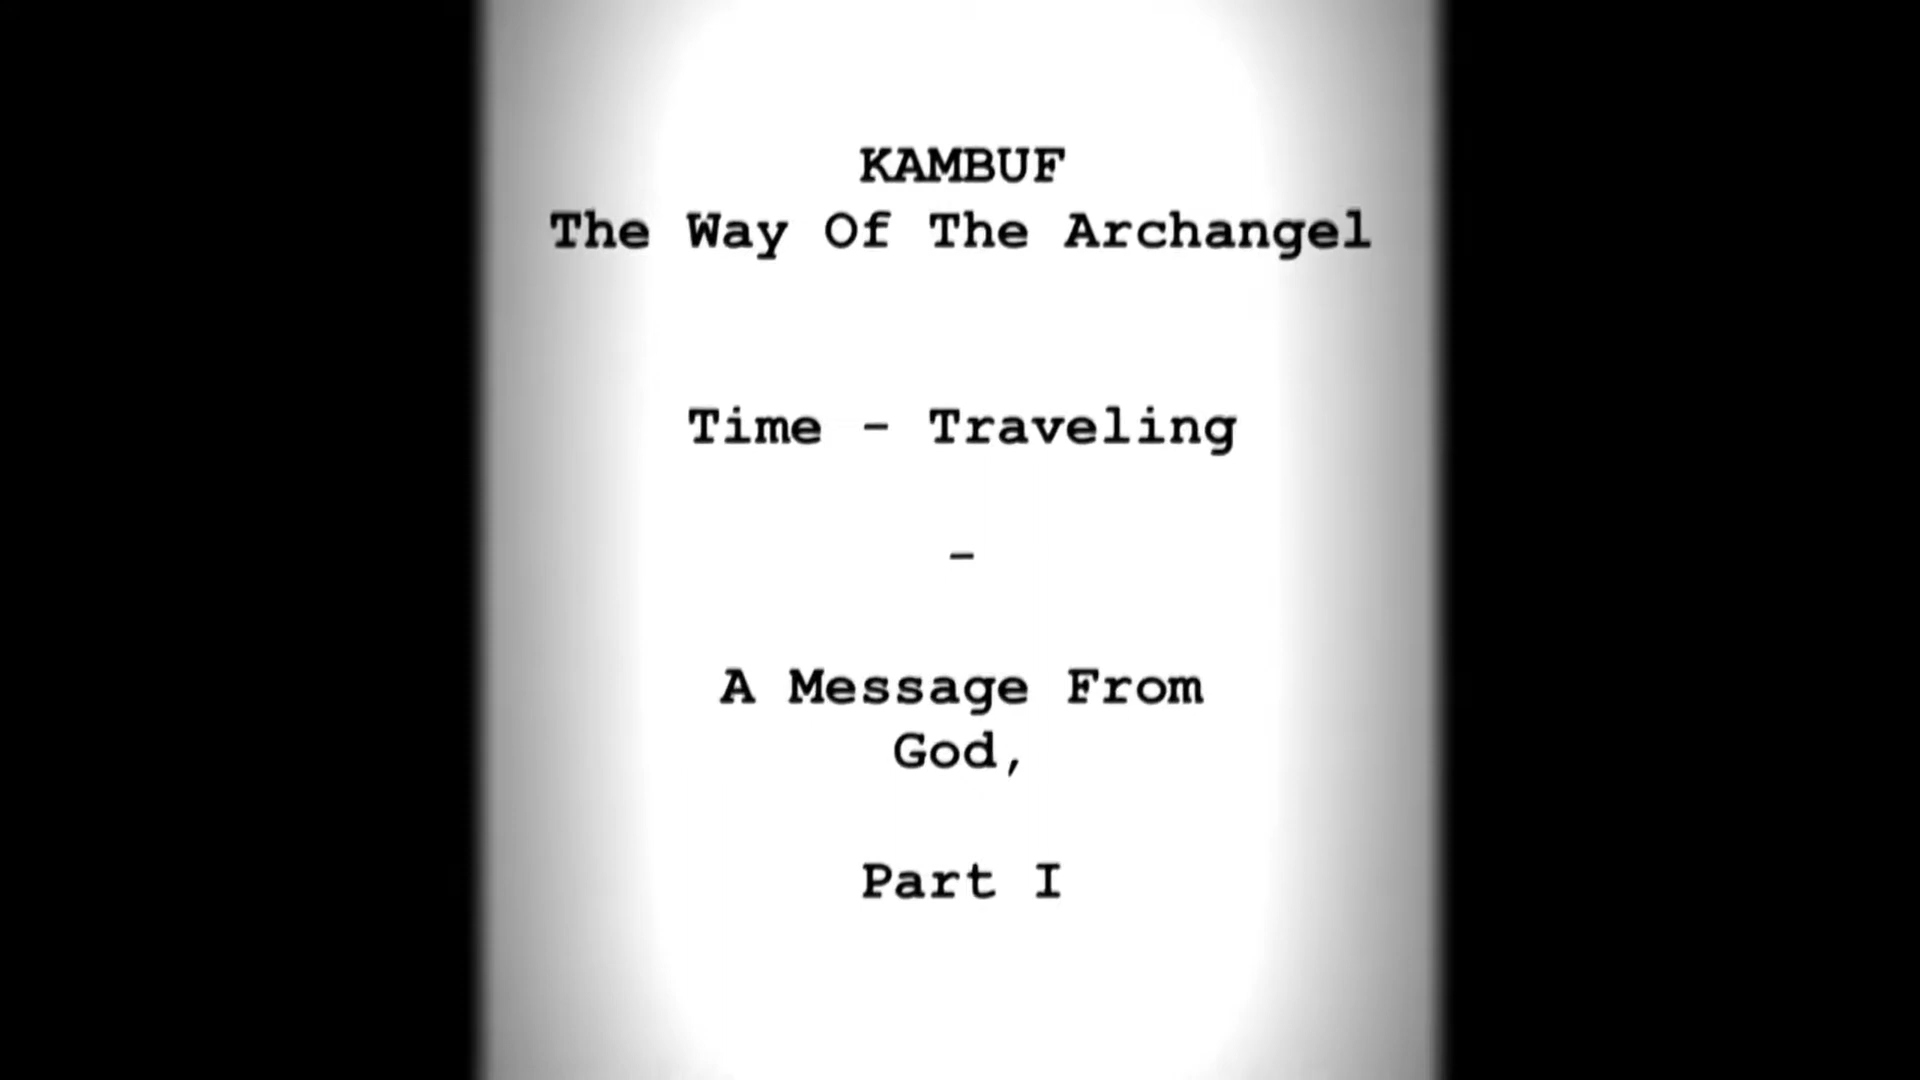 KAMBUF
The Way Of The Archangel
Time - Traveling
-
A Message From
God,
Part I